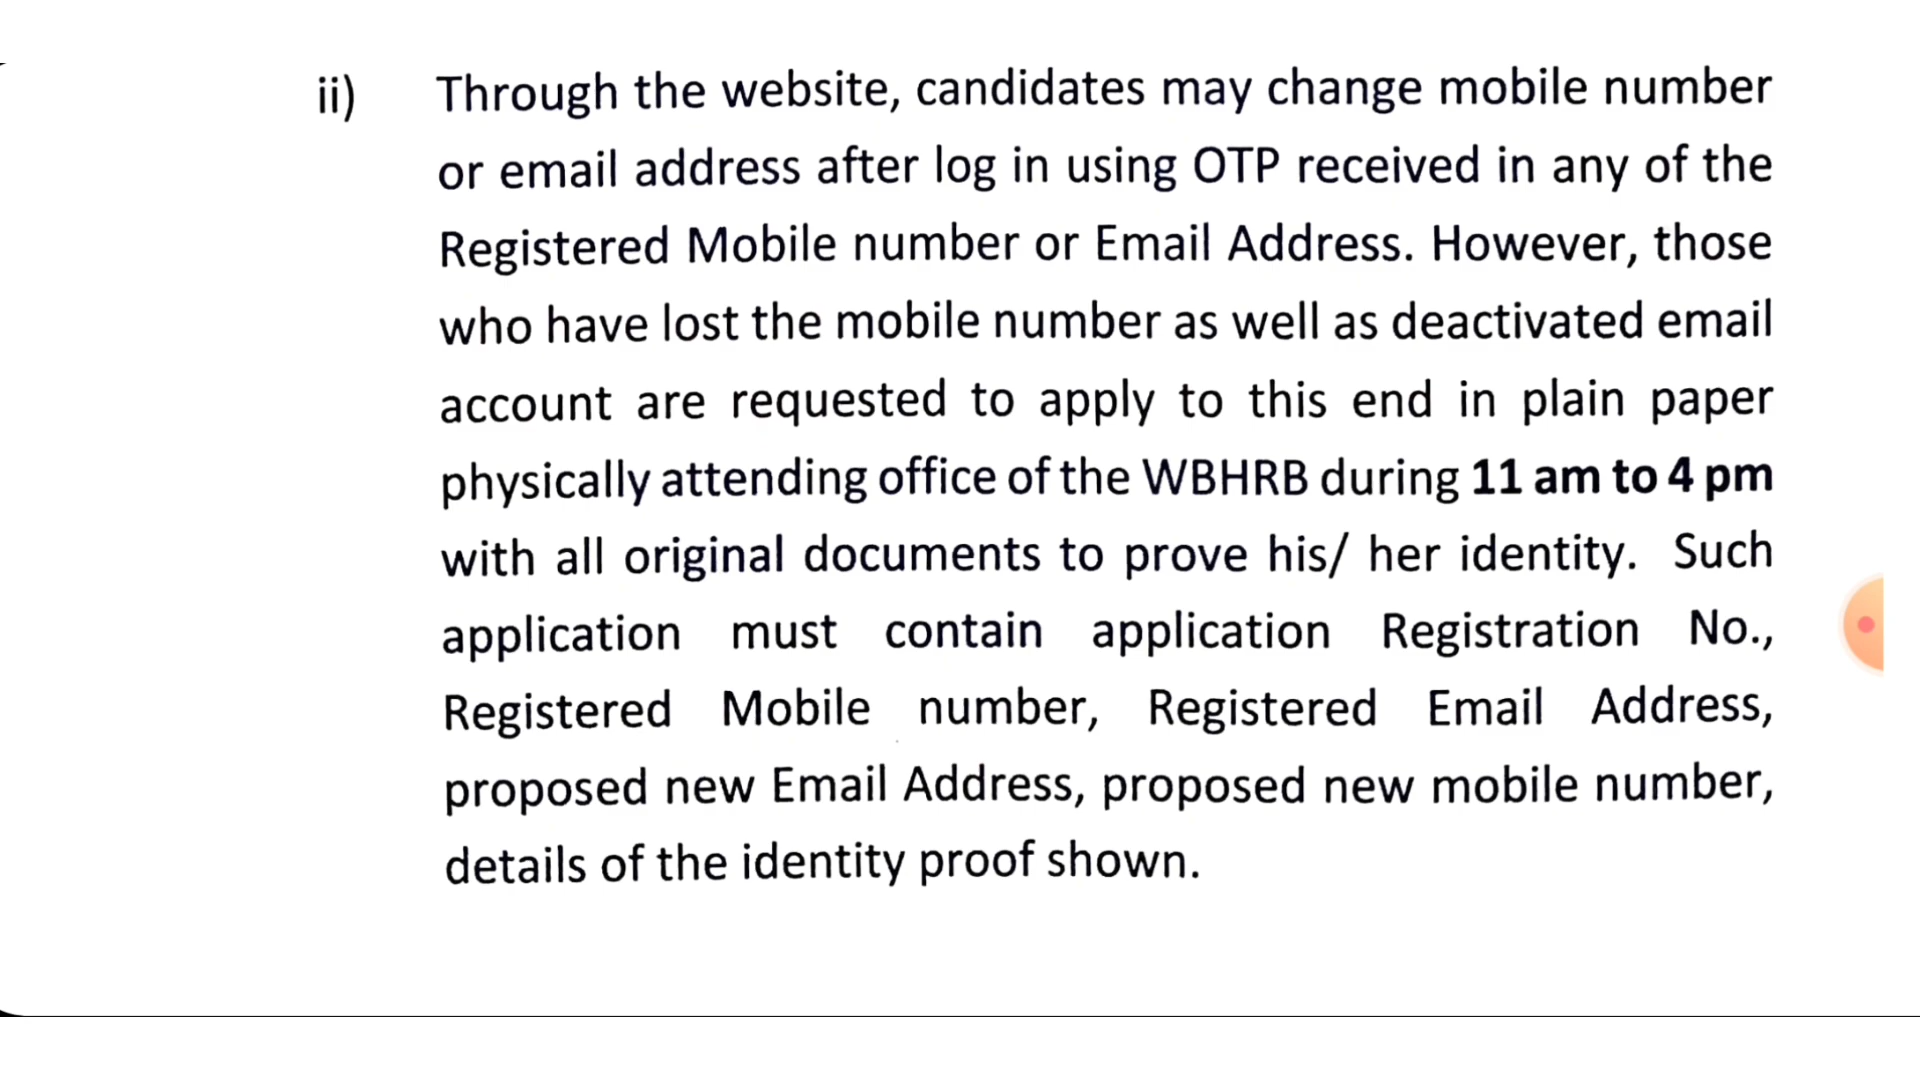 ii) Through the website, candidates may change mobile number
or email address after log in using OTP received in any of the
Registered Mobile number or Email Address. However, those
who have lost the mobile number as well as deactivated email
account are requested to apply to this end in plain paper
physically attending office of the WBHRB during 11 am to 4 pm
with all original documents to prove his/ her identity. Such
application must contain application Registration No.,
Registered Mobile number, Registered Email Address,
proposed new Email Address, proposed new mobile number,
details of the identity proof shown.